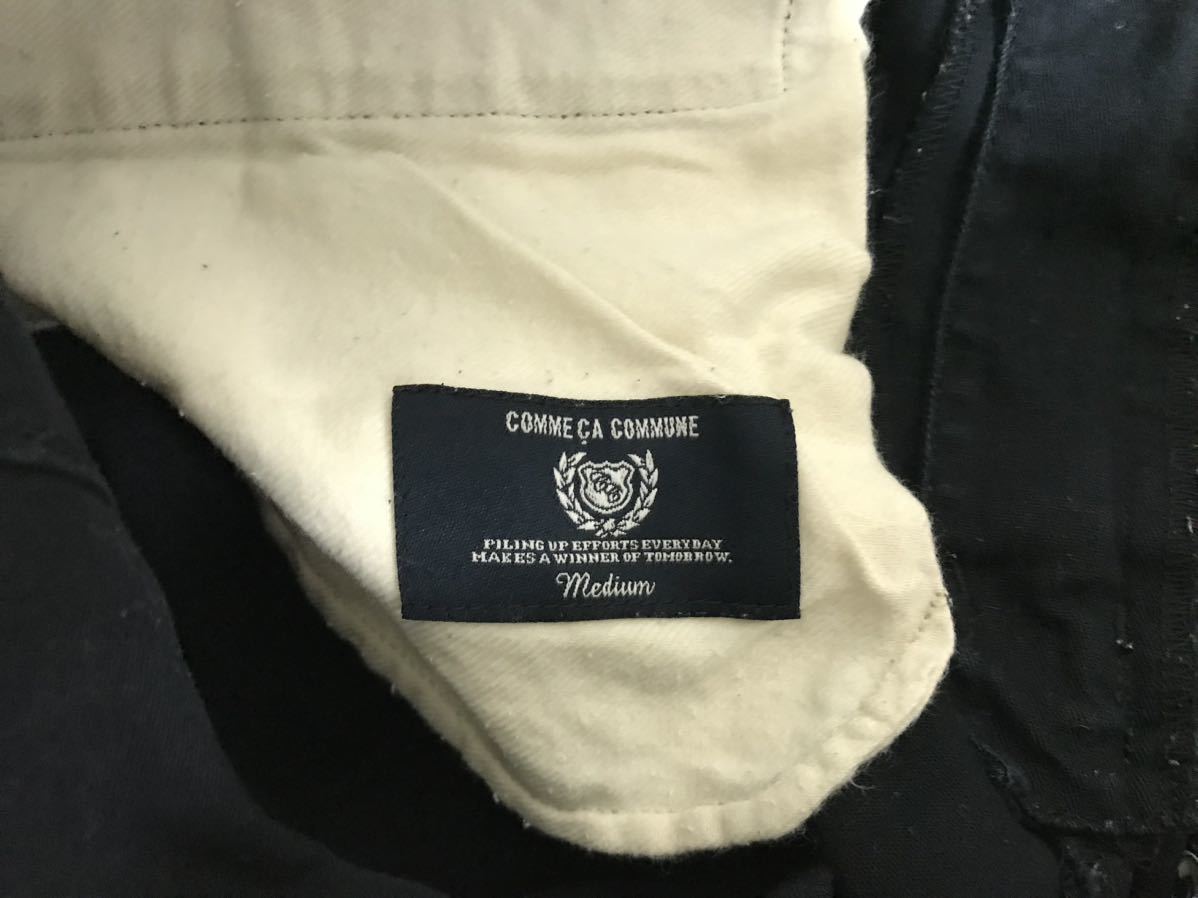 COMME ÇA COMMUNE
PILING UP EFFORTS EVERYDAY
MAKES A WINNER OF TOMORROW.
Medium